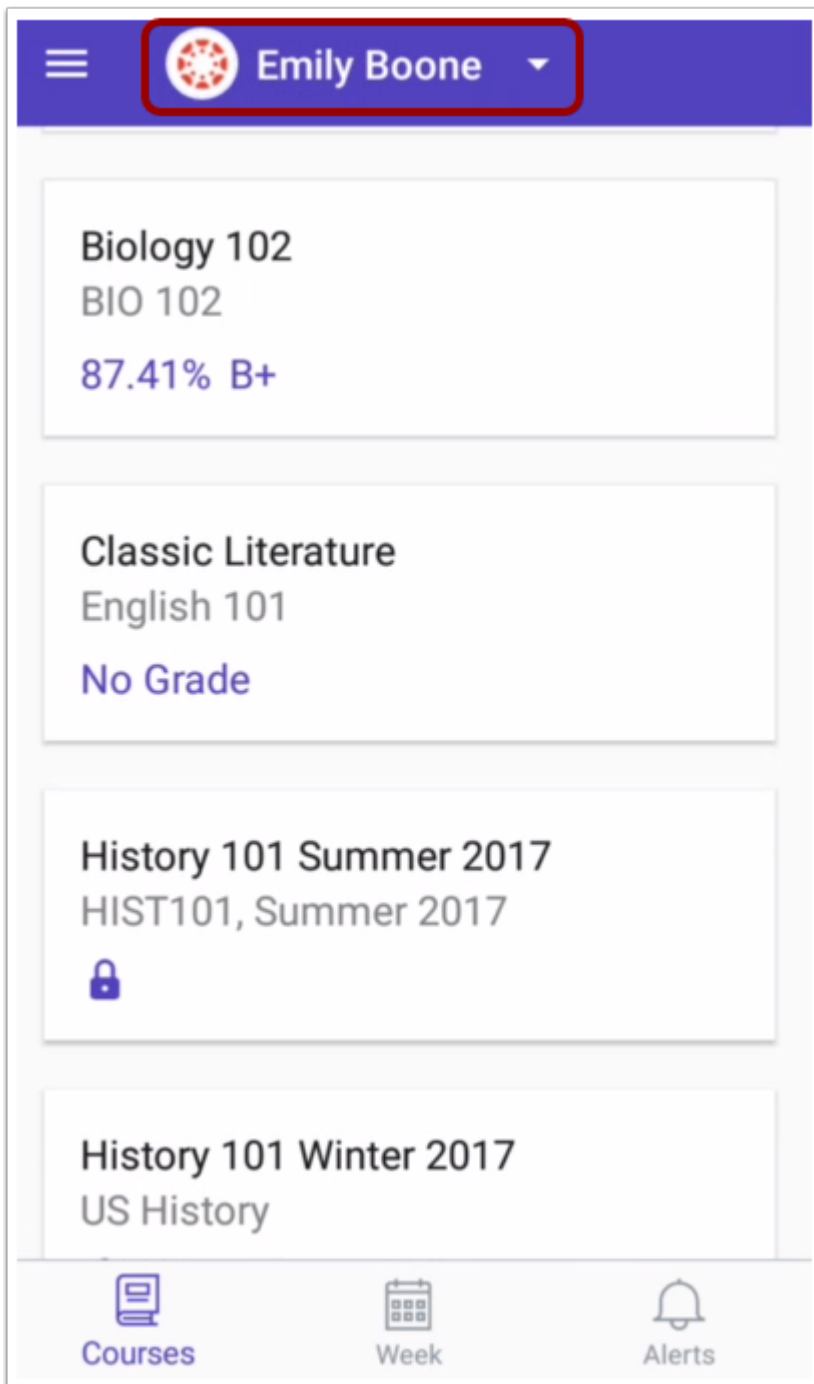 Emily Boone
Biology 102
BIO 102
87.41% B+
Classic Literature
English 101
No Grade
History 101 Summer 2017
HIST101, Summer 2017
History 101 Winter 2017
US History
Courses
Week
Alerts